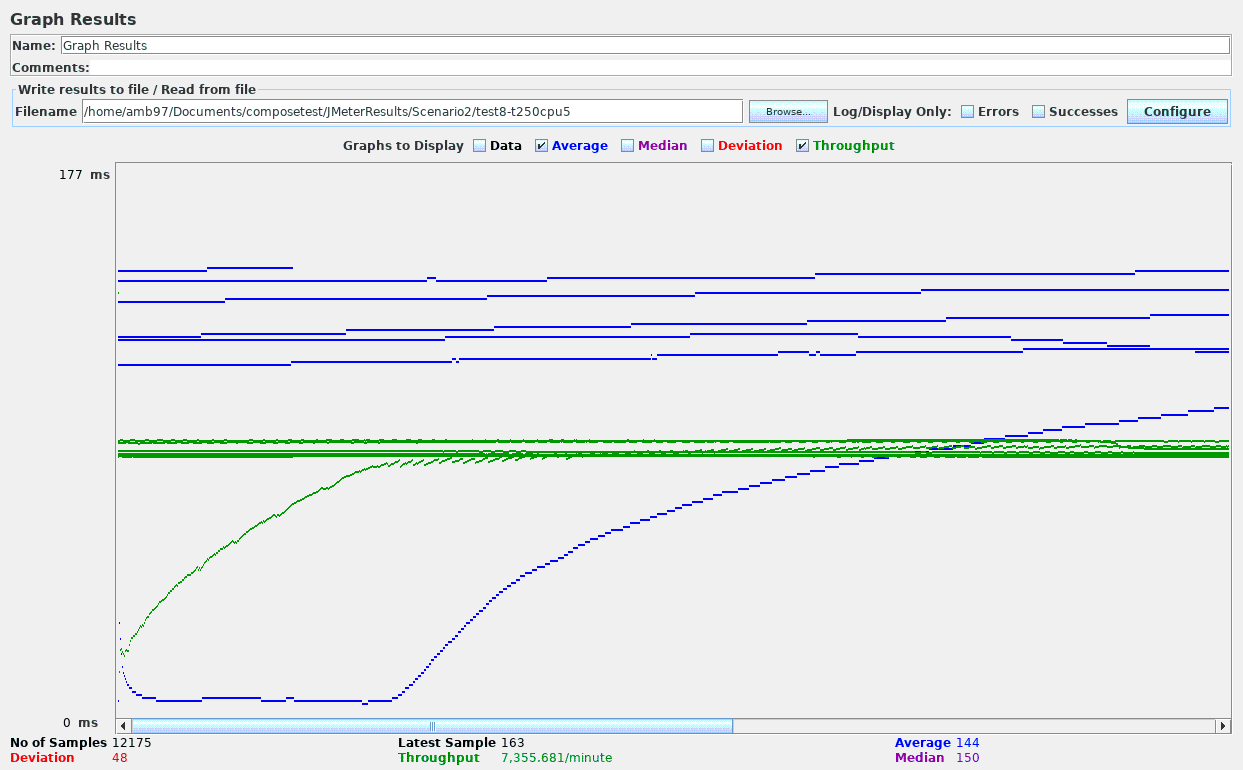 Graph Results
Name: Graph Results
Comments:
Write results to file / Read from file
Filename /home/amb97/Documents/composetest/JMeterResults/Scenario2/test8-t250cpu5 Browse... Log/Display Only: Errors Successes Configure
Graphs to Display Data Average Median Deviation Throughput
177 ms
0 ms
No of Samples 12175 Latest Sample 163 Average 144
Deviation 48 Throughput 7,355.681/minute Median 150